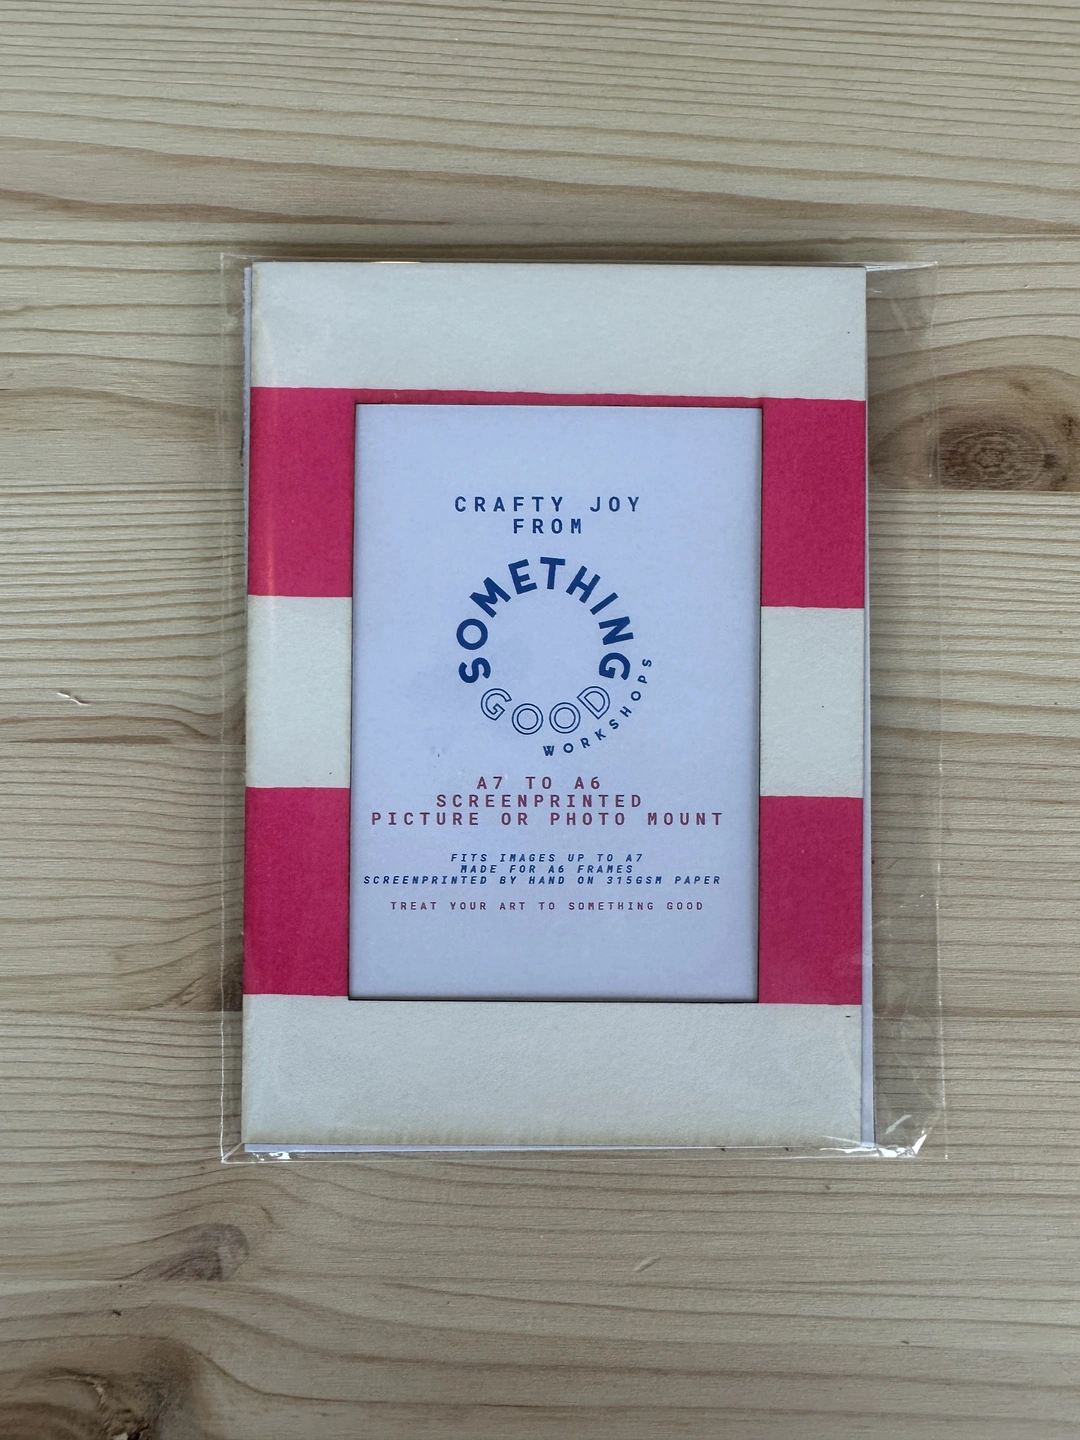 CRAFTY JOY
FROM
SOMETHING
GOOD
WORKSHOPS
A7 TO A6
SCREENPRINTED
PICTURE OR PHOTO MOUNT
FITS IMAGES UP TO A7
MADE FOR A6 FRAMES
SCREENPRINTED BY HAND ON 315GSM PAPER
TREAT YOUR ART TO SOMETHING GOOD